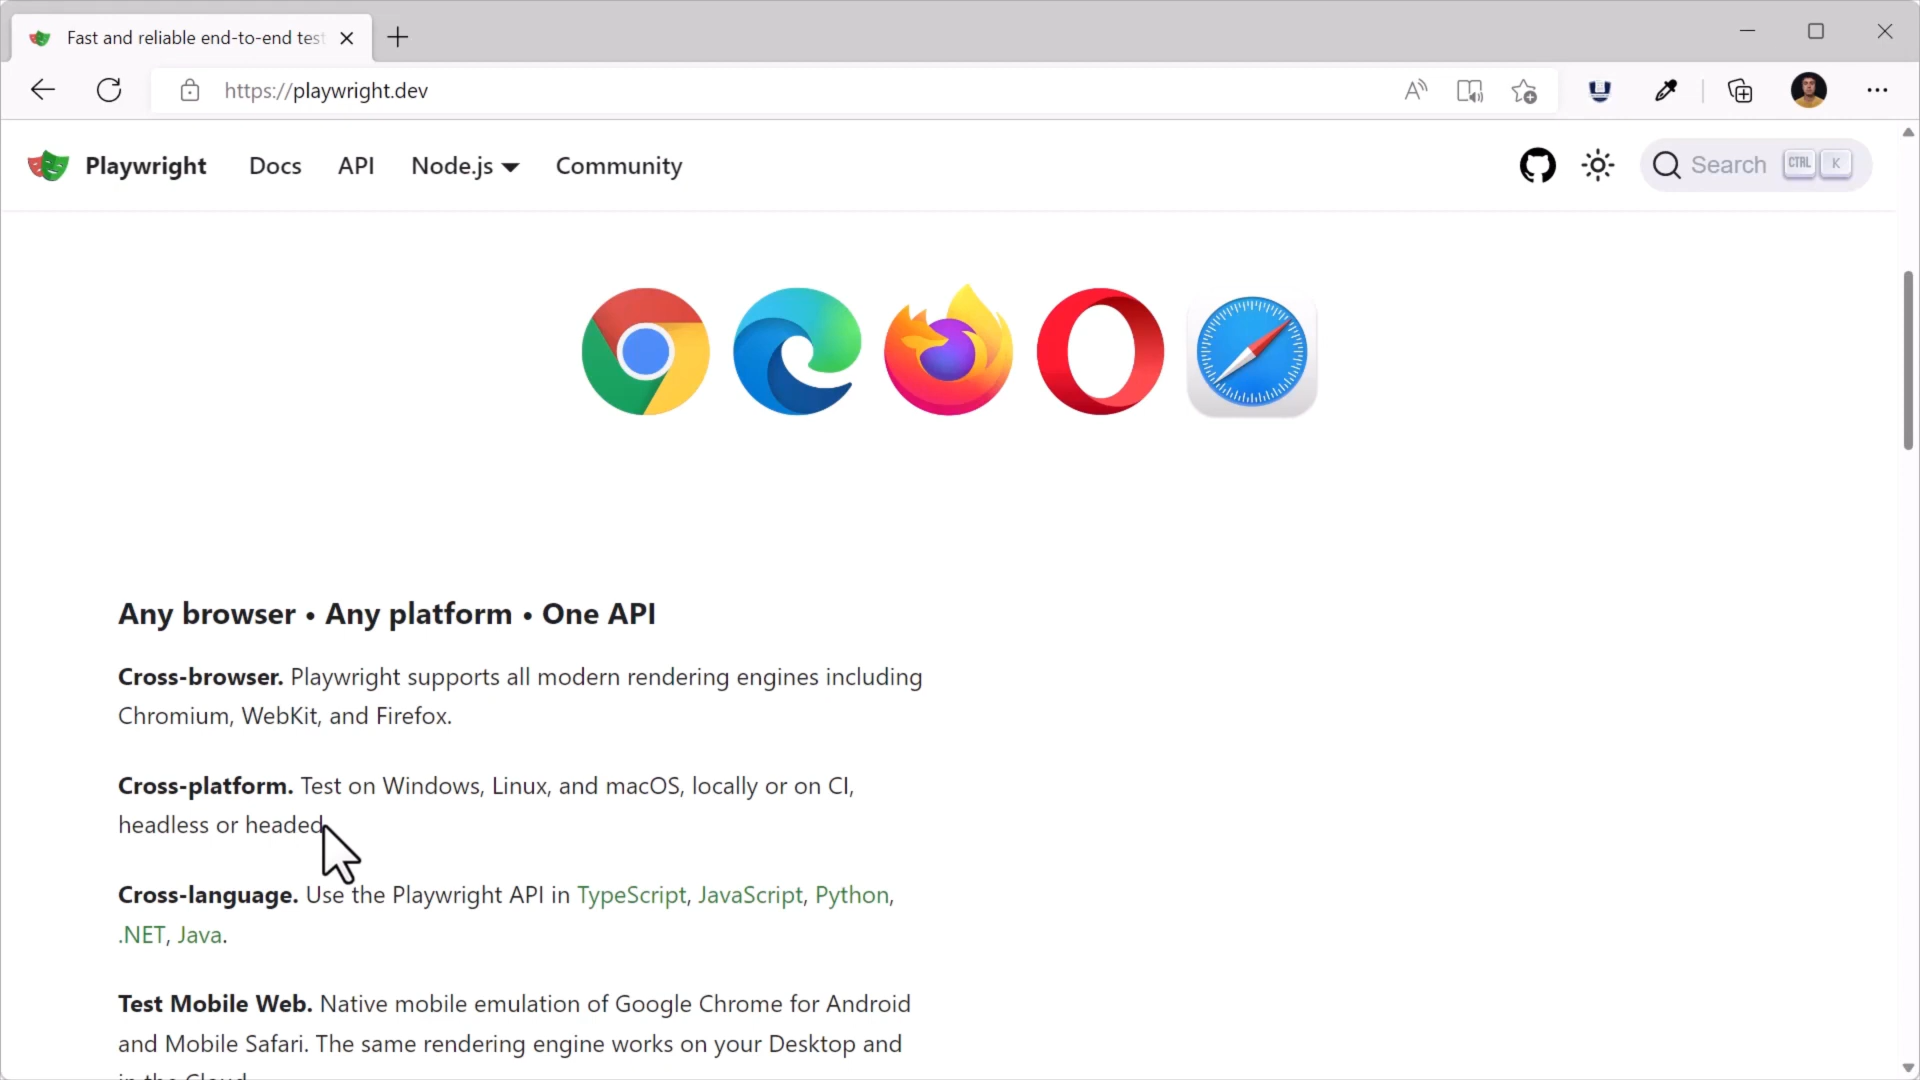 Fast and reliable end-to-end test
https://playwright.dev
Playwright Docs API Node.js Community Search CTRL K
Any browser • Any platform • One API
Cross-browser. Playwright supports all modern rendering engines including
Chromium, WebKit, and Firefox.
Cross-platform. Test on Windows, Linux, and macOS, locally or on CI,
headless or headed
Cross-language. Use the Playwright API in TypeScript, JavaScript, Python,
.NET, Java.
Test Mobile Web. Native mobile emulation of Google Chrome for Android
and Mobile Safari. The same rendering engine works on your Desktop and
in the Cloud